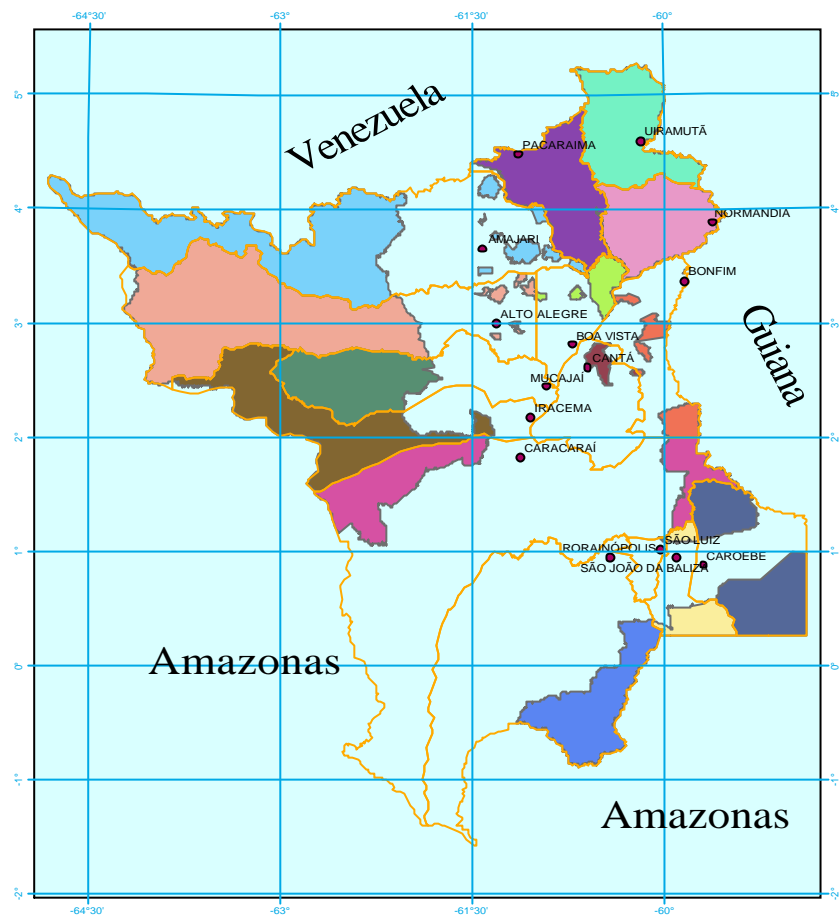 -64°30'
-63°
-61°30'
-60°
5°
5°
Venezuela
UIRAMUTÃ
PACARAIMA
4°
4°
NORMANDIA
AMAJARI
BONFIM
3°
3°
ALTO ALEGRE
Guiana
BOA VISTA
CANTÁ
MUCAJAÍ
IRACEMA
2°
2°
CARACARAÍ
1°
1°
SÃO LUIZ
RORAINÓPOLIS
CAROEBE
SÃO JOÃO DA BALIZA
Amazonas
0°
0°
-1°
-1°
Amazonas
-2°
-2°
-64°30'
-63°
-61°30'
-60°